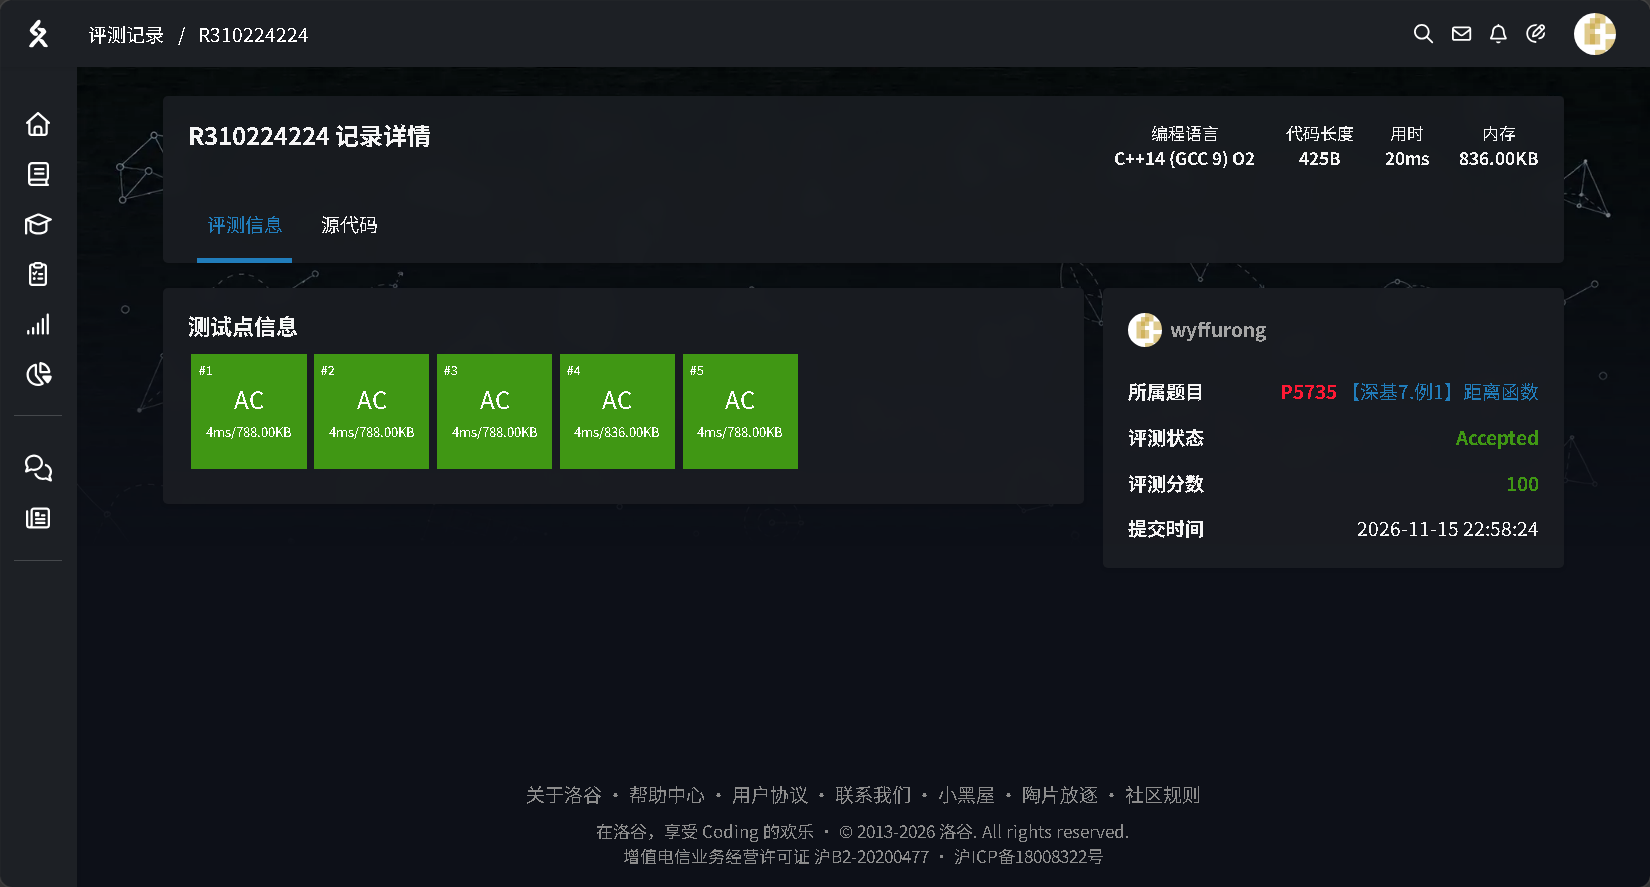 评测记录 / R310224224
R310224224 记录详情
编程语言 代码长度 用时 内存
C++14 (GCC 9) O2 425B 20ms 836.00KB
评测信息 源代码
测试点信息
#1 #2 #3 #4 #5
AC AC AC AC AC
4ms/788.00KB 4ms/788.00KB 4ms/788.00KB 4ms/836.00KB 4ms/788.00KB
wyffurong
所属题目 P5735 【深基7.例1】距离函数
评测状态 Accepted
评测分数 100
提交时间 2026-11-15 22:58:24
关于洛谷 · 帮助中心 · 用户协议 · 联系我们 · 小黑屋 · 陶片放逐 · 社区规则
在洛谷，享受 Coding 的欢乐 · © 2013-2026 洛谷. All rights reserved.
增值电信业务经营许可证 沪B2-20200477 · 沪ICP备18008322号